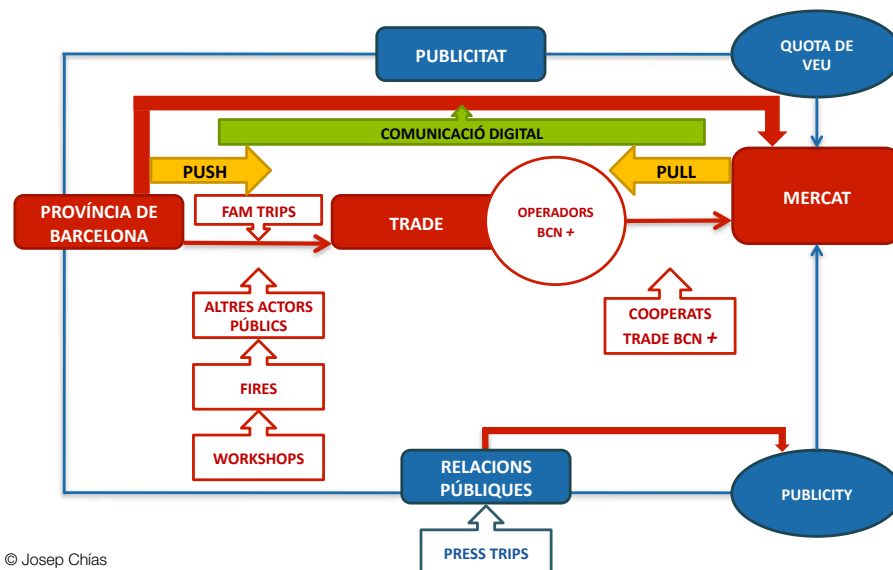 PUBLICITAT
QUOTA DE
VEU
COMUNICACIÓ DIGITAL
PUSH
PULL
PROVÍNCIA DE
BARCELONA
FAM TRIPS
TRADE
OPERADORS
BCN +
MERCAT
ALTRES ACTORS
PÚBLICS
COOPERATS
TRADE BCN +
FIRES
WORKSHOPS
RELACIONS
PÚBLIQUES
PUBLICITY
PRESS TRIPS
© Josep Chías